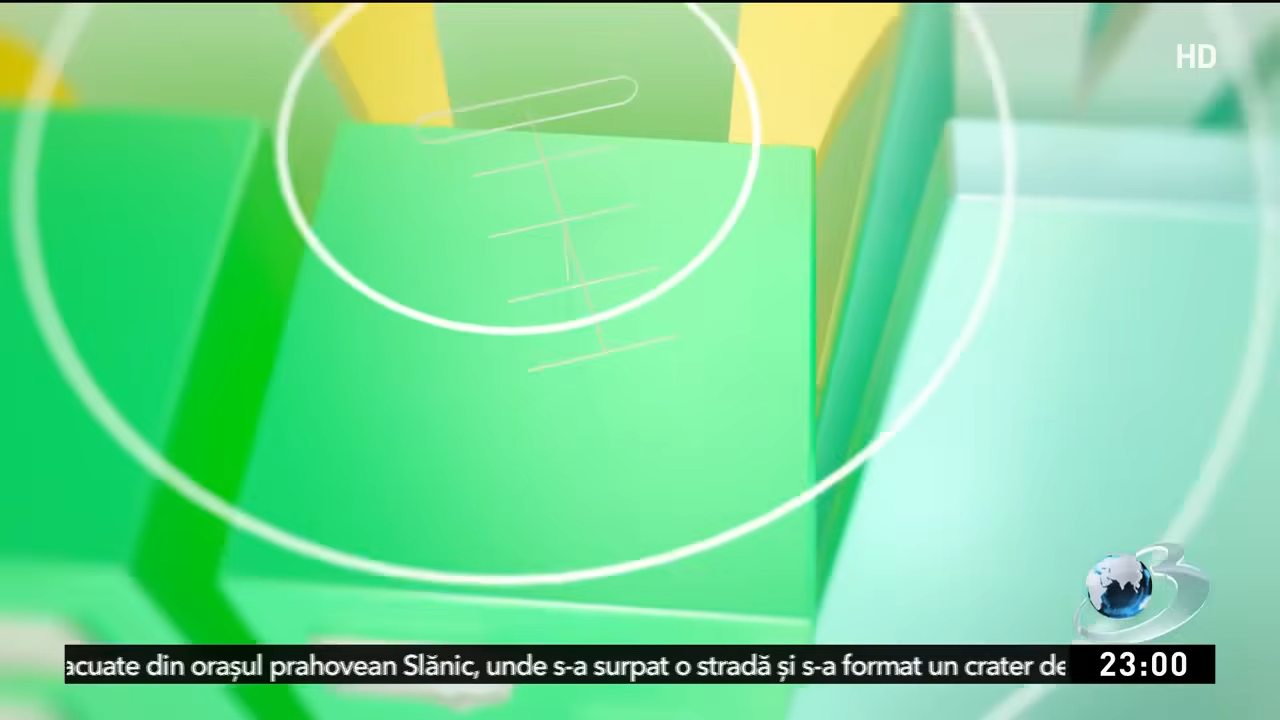 HD
acuate din orașul prahovean Slănic, unde s-a surpat o stradă și s-a format un crater de
23:00